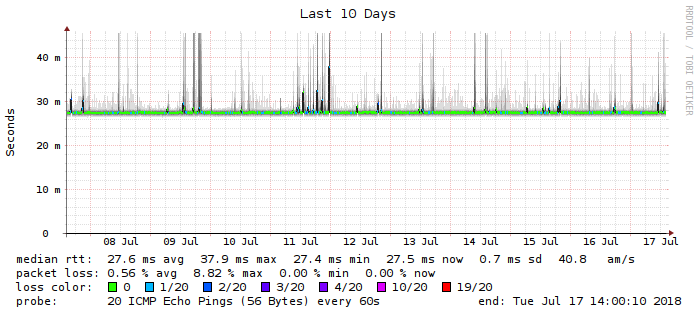 Last 10 Days
RRDTOOL / TOBI OETIKER
Seconds
40 m
30 m
20 m
10 m
0
08 Jul 09 Jul 10 Jul 11 Jul 12 Jul 13 Jul 14 Jul 15 Jul 16 Jul 17 Jul
median rtt: 27.6 ms avg 37.9 ms max 27.4 ms min 27.5 ms now 0.7 ms sd 40.8 am/s
packet loss: 0.56 % avg 8.82 % max 0.00 % min 0.00 % now
loss color: 0 1/20 2/20 3/20 4/20 10/20 19/20
probe: 20 ICMP Echo Pings (56 Bytes) every 60s end: Tue Jul 17 14:00:10 2018